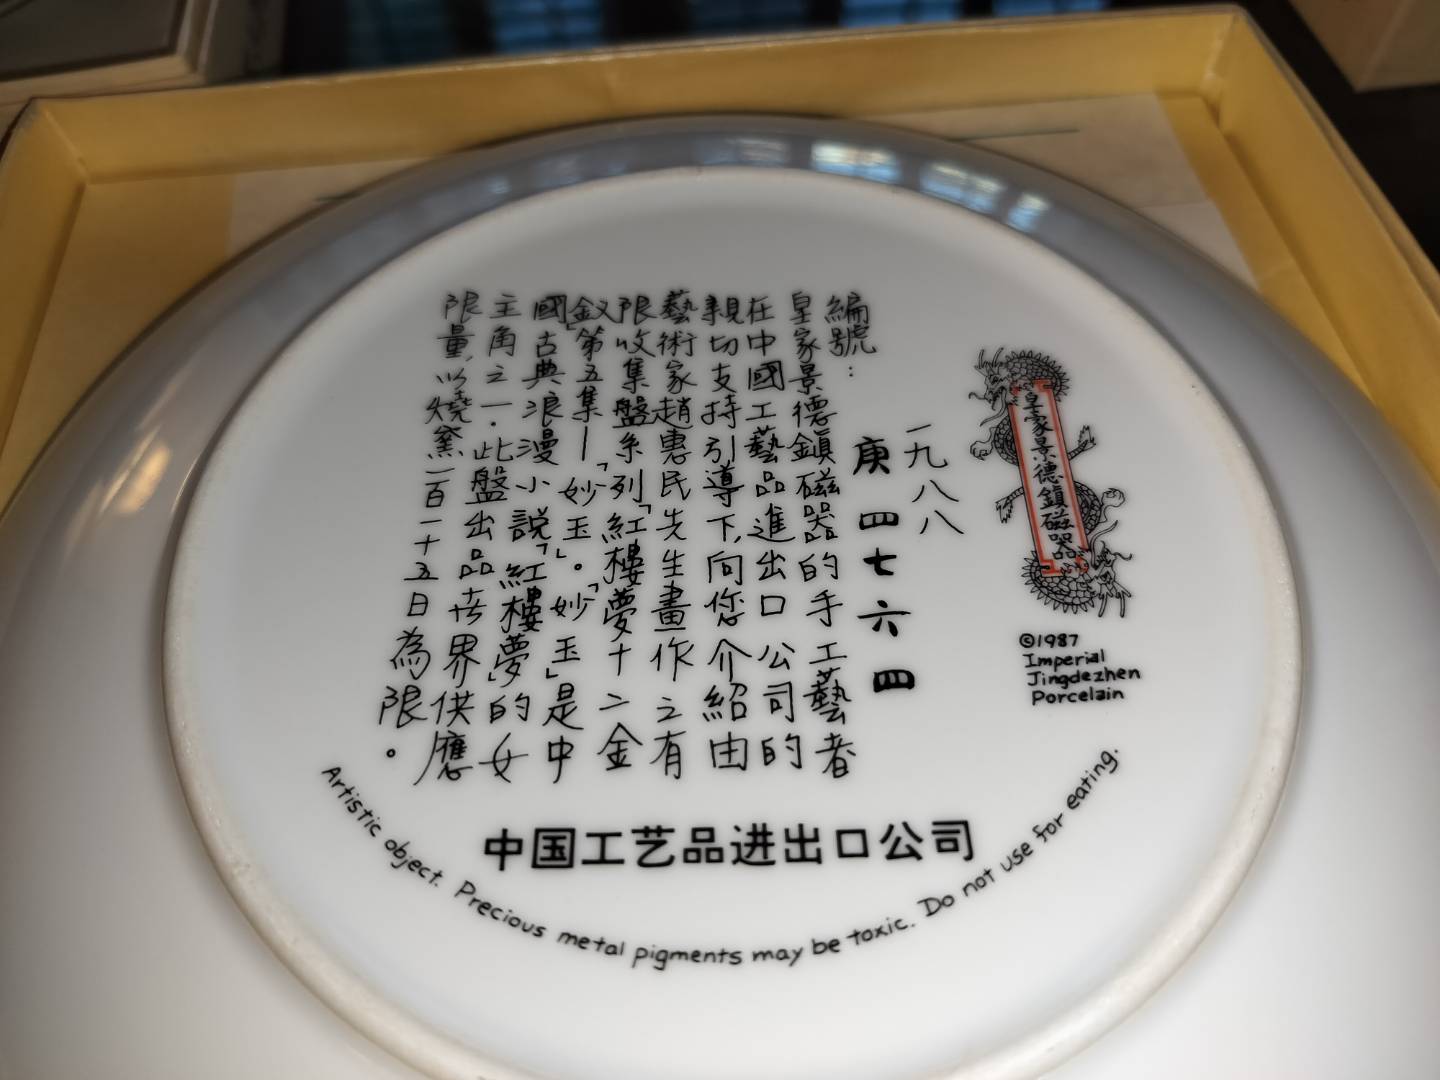 皇家景德鎮磁器
©1987
Imperial
Jingdezhen
Porcelain
一九八八
編號：庚四七六四
皇家景德鎮磁器的手工藝者
在中國工藝品進出口公司的
親切支持引導下，向您介紹由
藝術家趙惠民先生畫作之有
限收集盤系列「紅樓夢十二金
釵」第五集—「妙玉」。「妙玉」是中
國古典浪漫小說「紅樓夢」的女
主角之一．此盤出品世界供應
限量，以燒窯一百一十五日為限。
中国工艺品进出口公司
Artistic object. Precious metal pigments may be toxic. Do not use for eating.